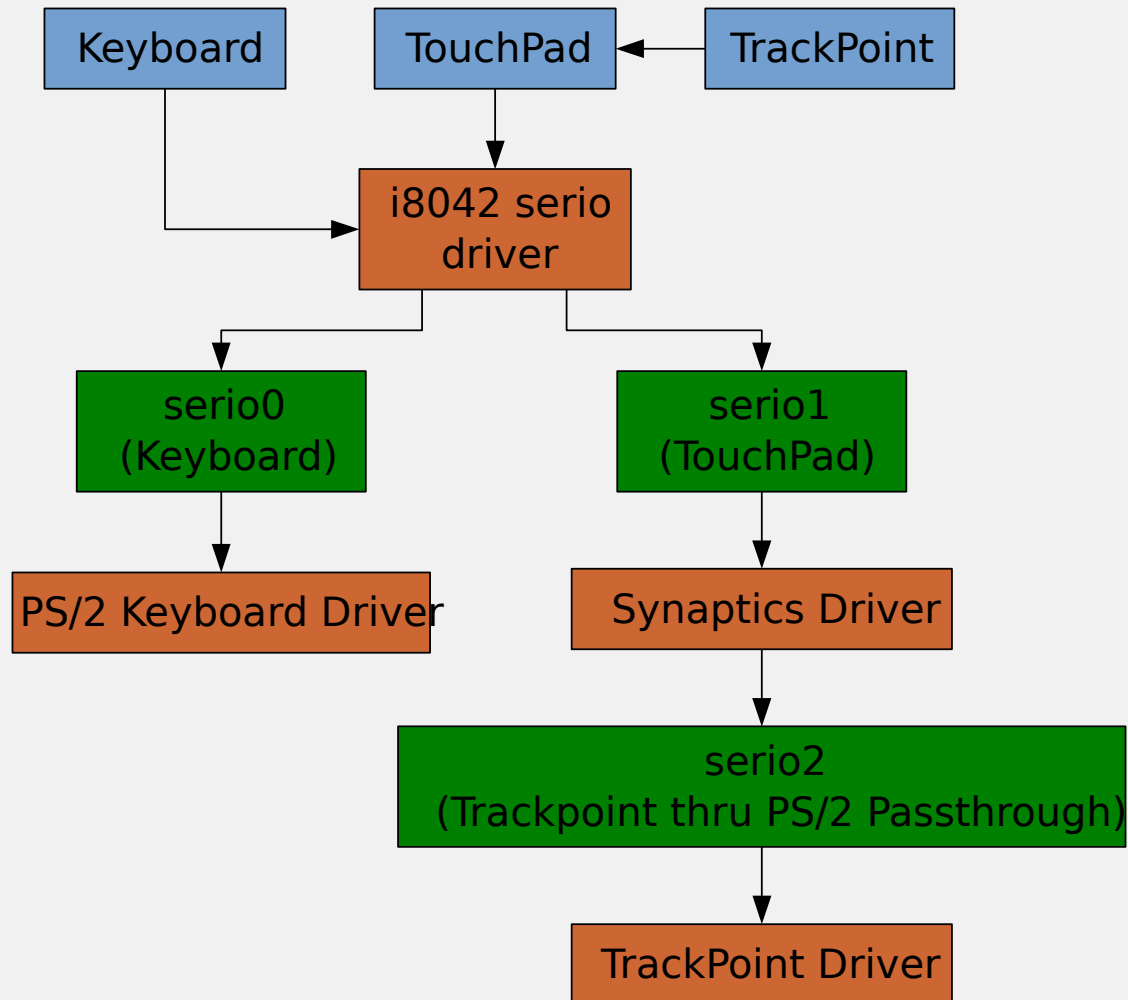 Keyboard
TouchPad
TrackPoint
i8042 serio
driver
serio0
(Keyboard)
serio1
(TouchPad)
PS/2 Keyboard Driver
Synaptics Driver
serio2
(Trackpoint thru PS/2 Passthrough)
TrackPoint Driver